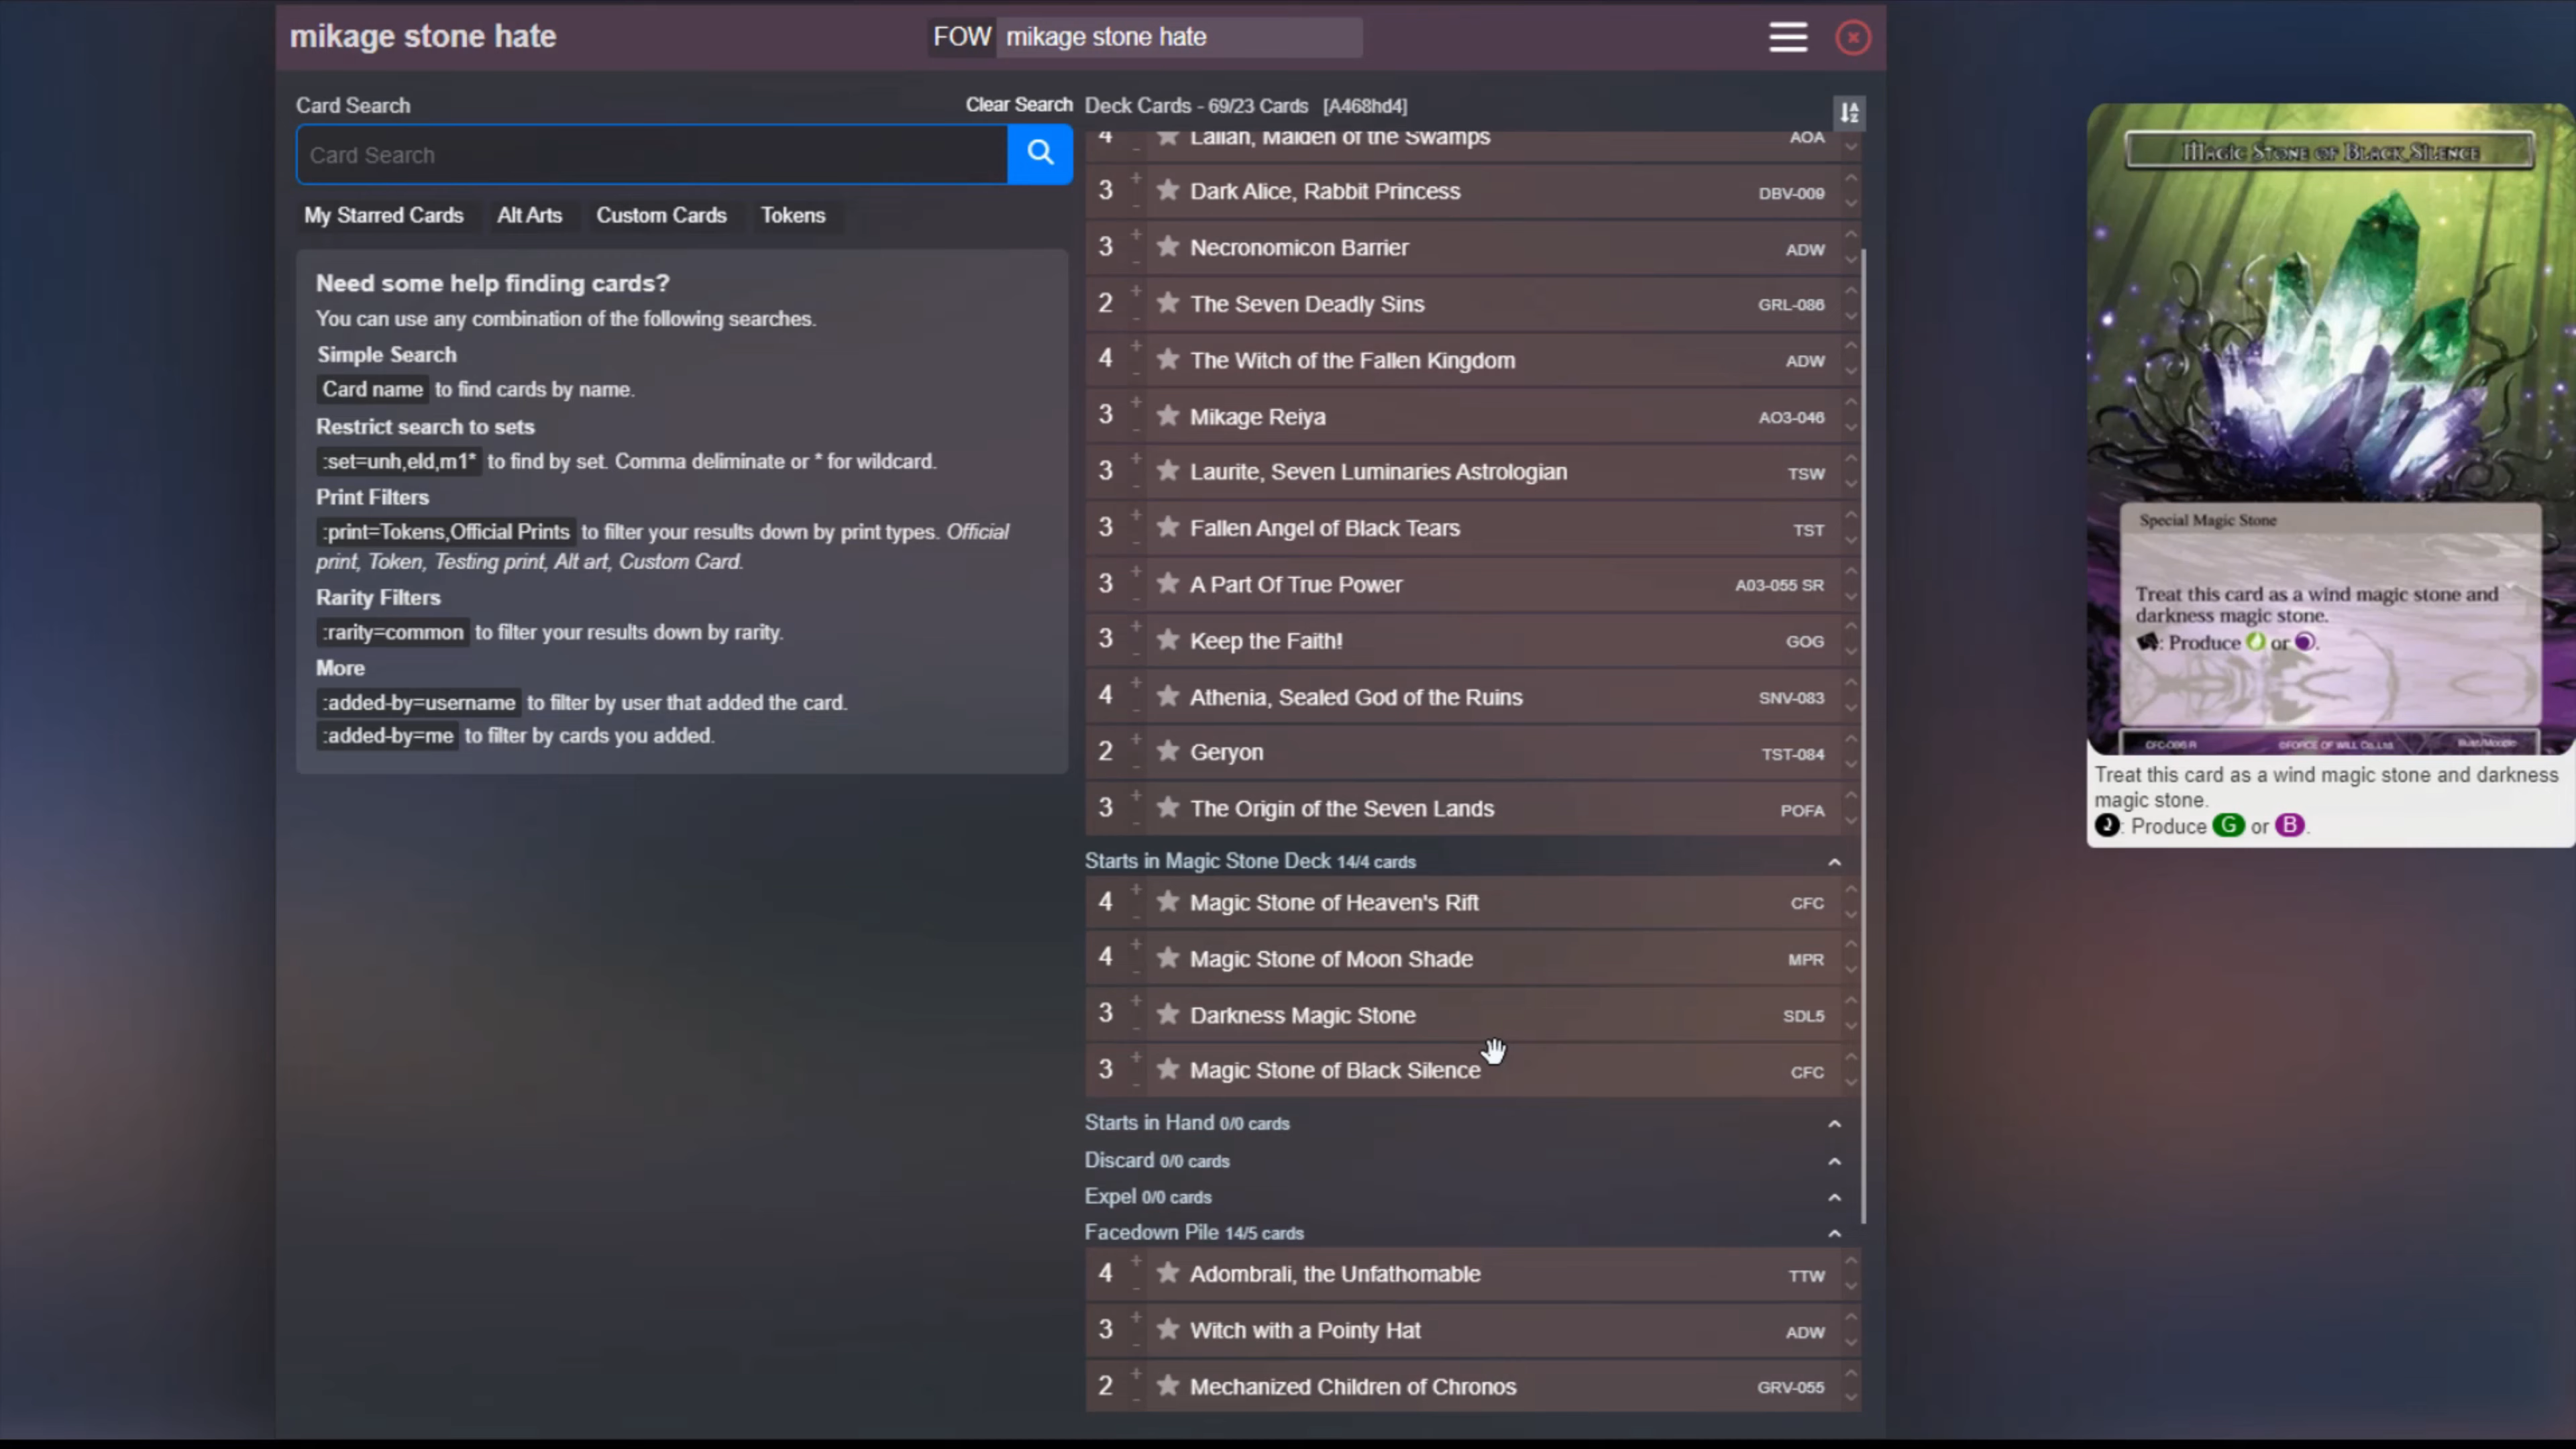 mikage stone hate
FOW mikage stone hate
Card Search
Clear Search
Card Search
My Starred Cards
Alt Arts
Custom Cards
Tokens
Need some help finding cards?
You can use any combination of the following searches.
Simple Search
Card name to find cards by name.
Restrict search to sets
:set=unh,eld,m1* to find by set. Comma deliminate or * for wildcard.
Print Filters
:print=Tokens,Official Prints to filter your results down by print types. Official
print, Token, Testing print, Alt art, Custom Card.
Rarity Filters
:rarity=common to filter your results down by rarity.
More
:added-by=username to filter by user that added the card.
:added-by=me to filter by cards you added.
Deck Cards - 69/23 Cards [A468hd4]
4 Lalian, Maiden of the Swamps AOA
3 Dark Alice, Rabbit Princess DBV-009
3 Necronomicon Barrier ADW
2 The Seven Deadly Sins GRL-086
4 The Witch of the Fallen Kingdom ADW
3 Mikage Reiya AO3-046
3 Laurite, Seven Luminaries Astrologian TSW
3 Fallen Angel of Black Tears TST
3 A Part Of True Power A03-055 SR
3 Keep the Faith! GOG
4 Athenia, Sealed God of the Ruins SNV-083
2 Geryon TST-084
3 The Origin of the Seven Lands POFA
Starts in Magic Stone Deck 14/4 cards
4 Magic Stone of Heaven's Rift CFC
4 Magic Stone of Moon Shade MPR
3 Darkness Magic Stone SDL5
3 Magic Stone of Black Silence CFC
Starts in Hand 0/0 cards
Discard 0/0 cards
Expel 0/0 cards
Facedown Pile 14/5 cards
4 Adombrali, the Unfathomable TTW
3 Witch with a Pointy Hat ADW
2 Mechanized Children of Chronos GRV-055
Magic Stone of Black Silence
Special Magic Stone
Treat this card as a wind magic stone and
darkness magic stone.
: Produce or .
©FORCE OF WILL Co.,Ltd.
Treat this card as a wind magic stone and darkness
magic stone.
: Produce G or B.